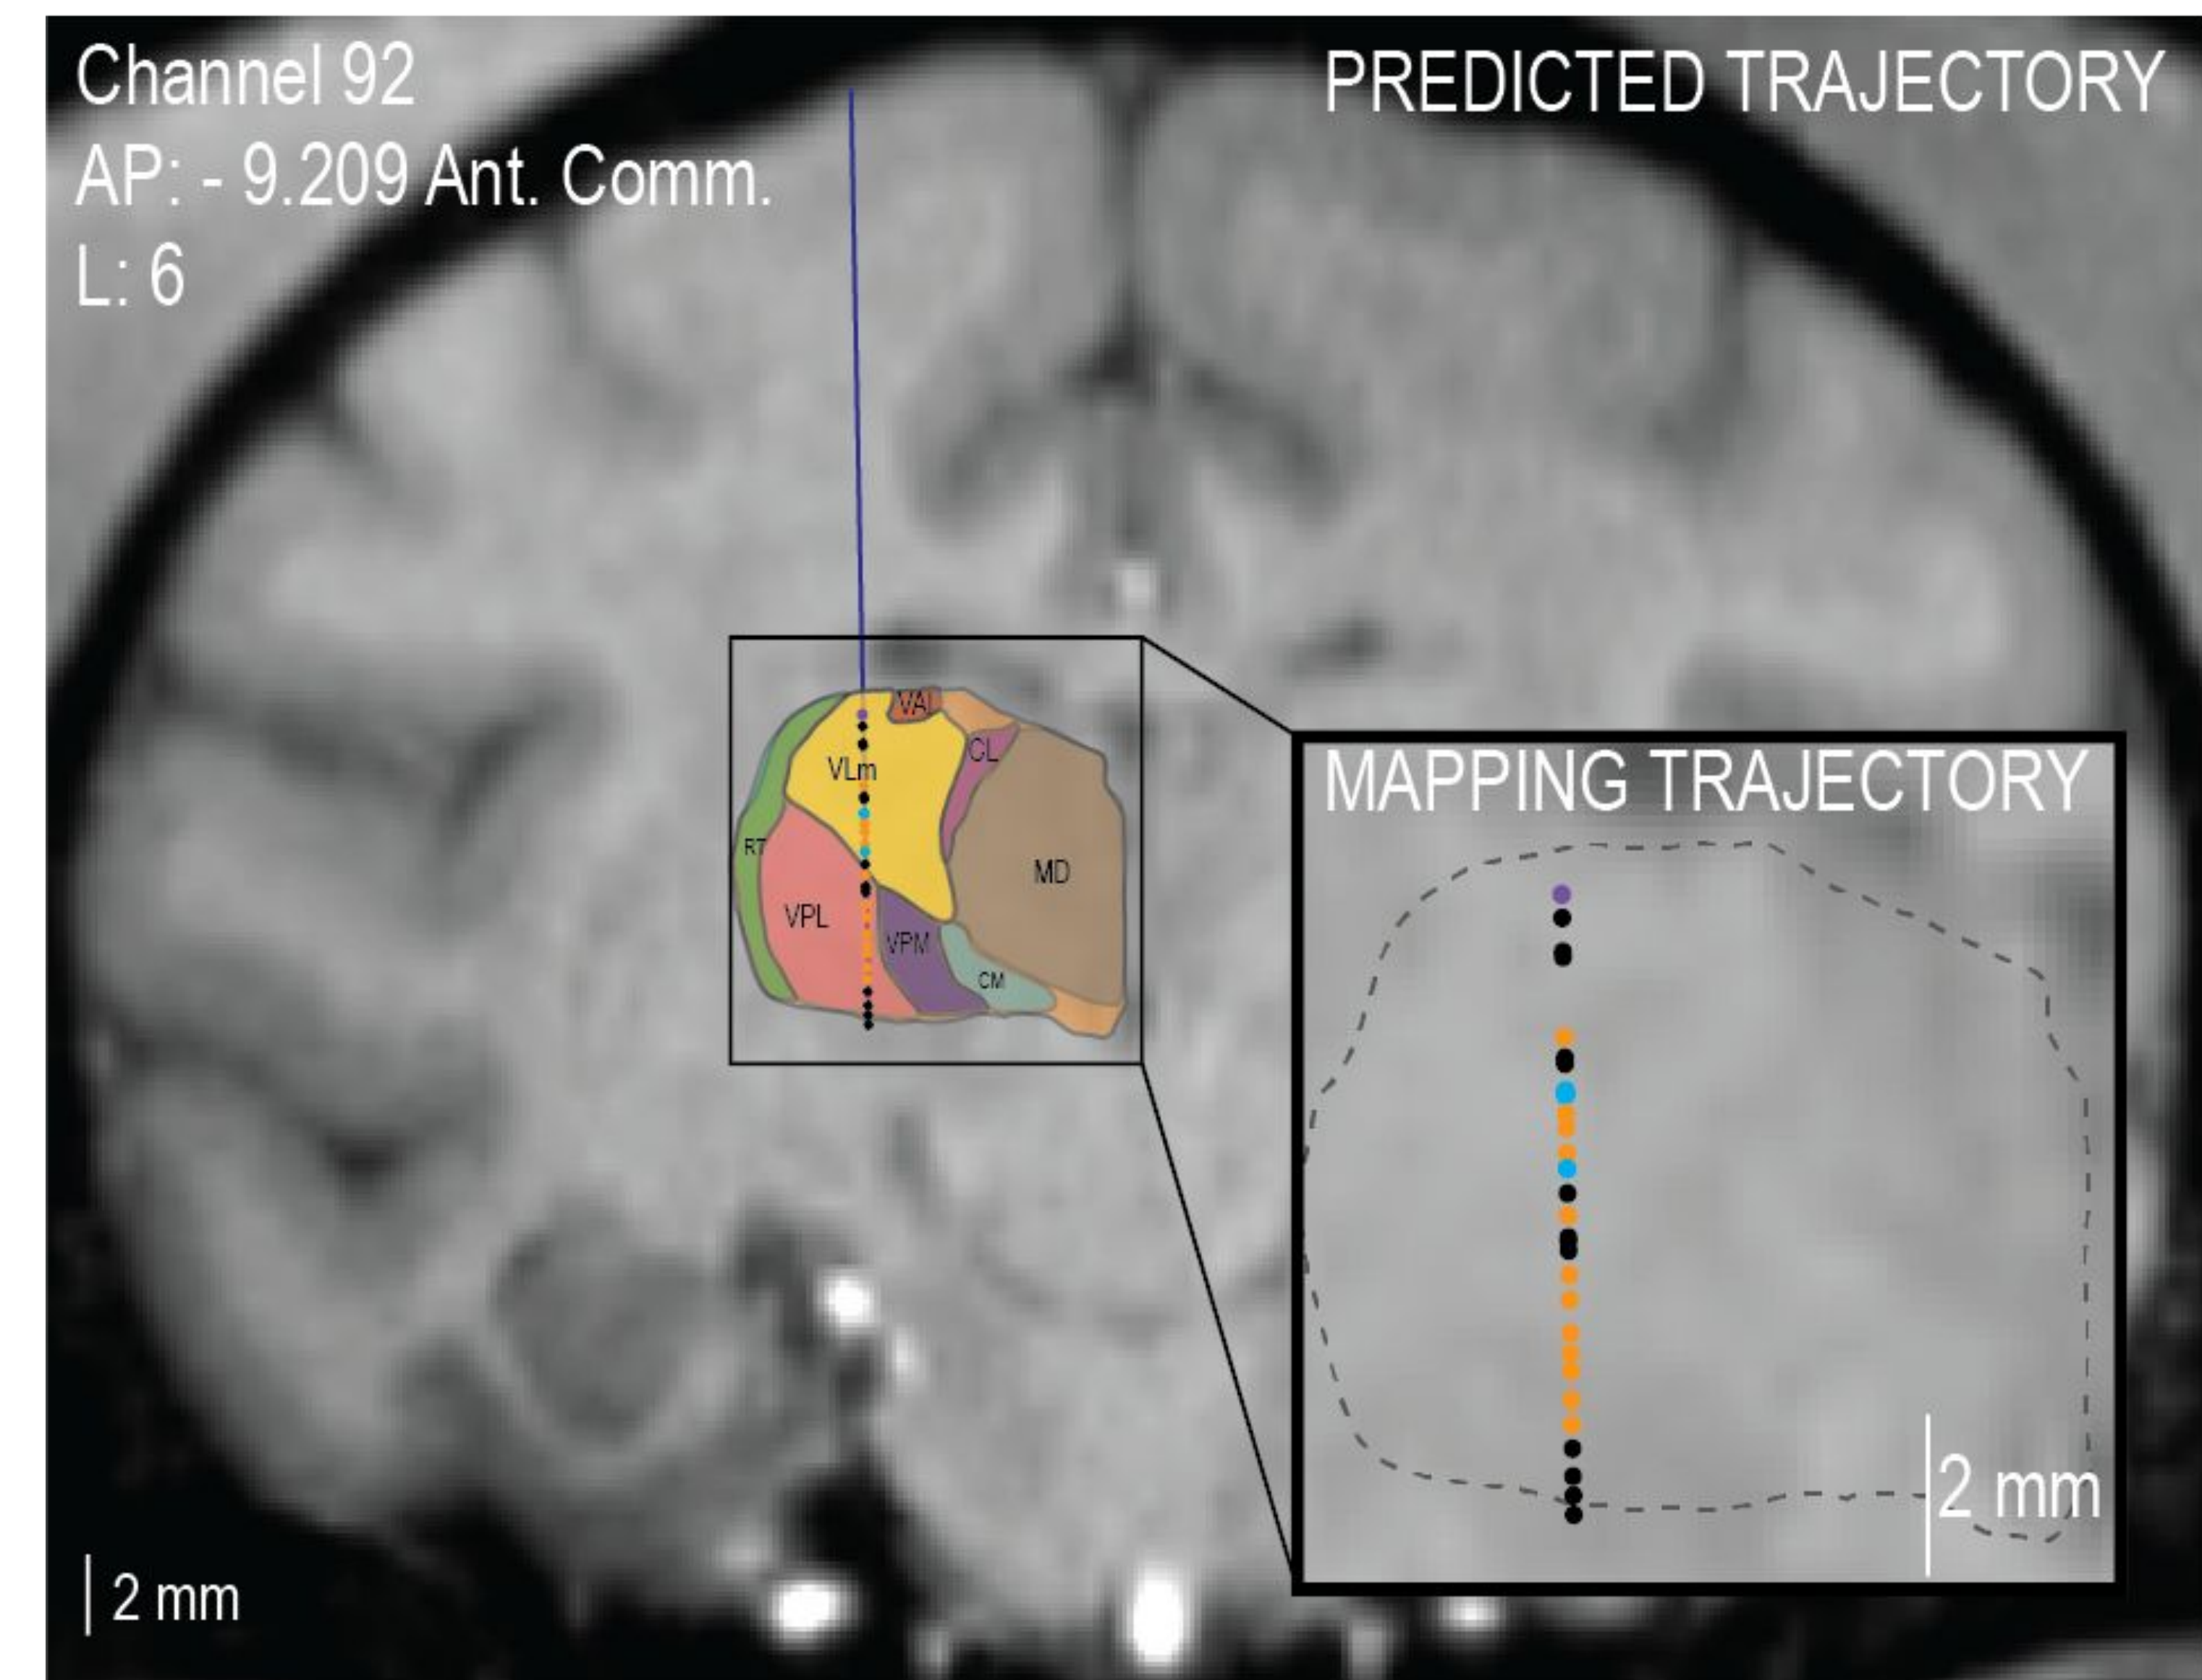 Channel 92
PREDICTED TRAJECTORY
AP: - 9.209 Ant. Comm.
L: 6
VAl
CL
VLm
RT
MD
VPL
VPM
CM
MAPPING TRAJECTORY
2 mm
2 mm